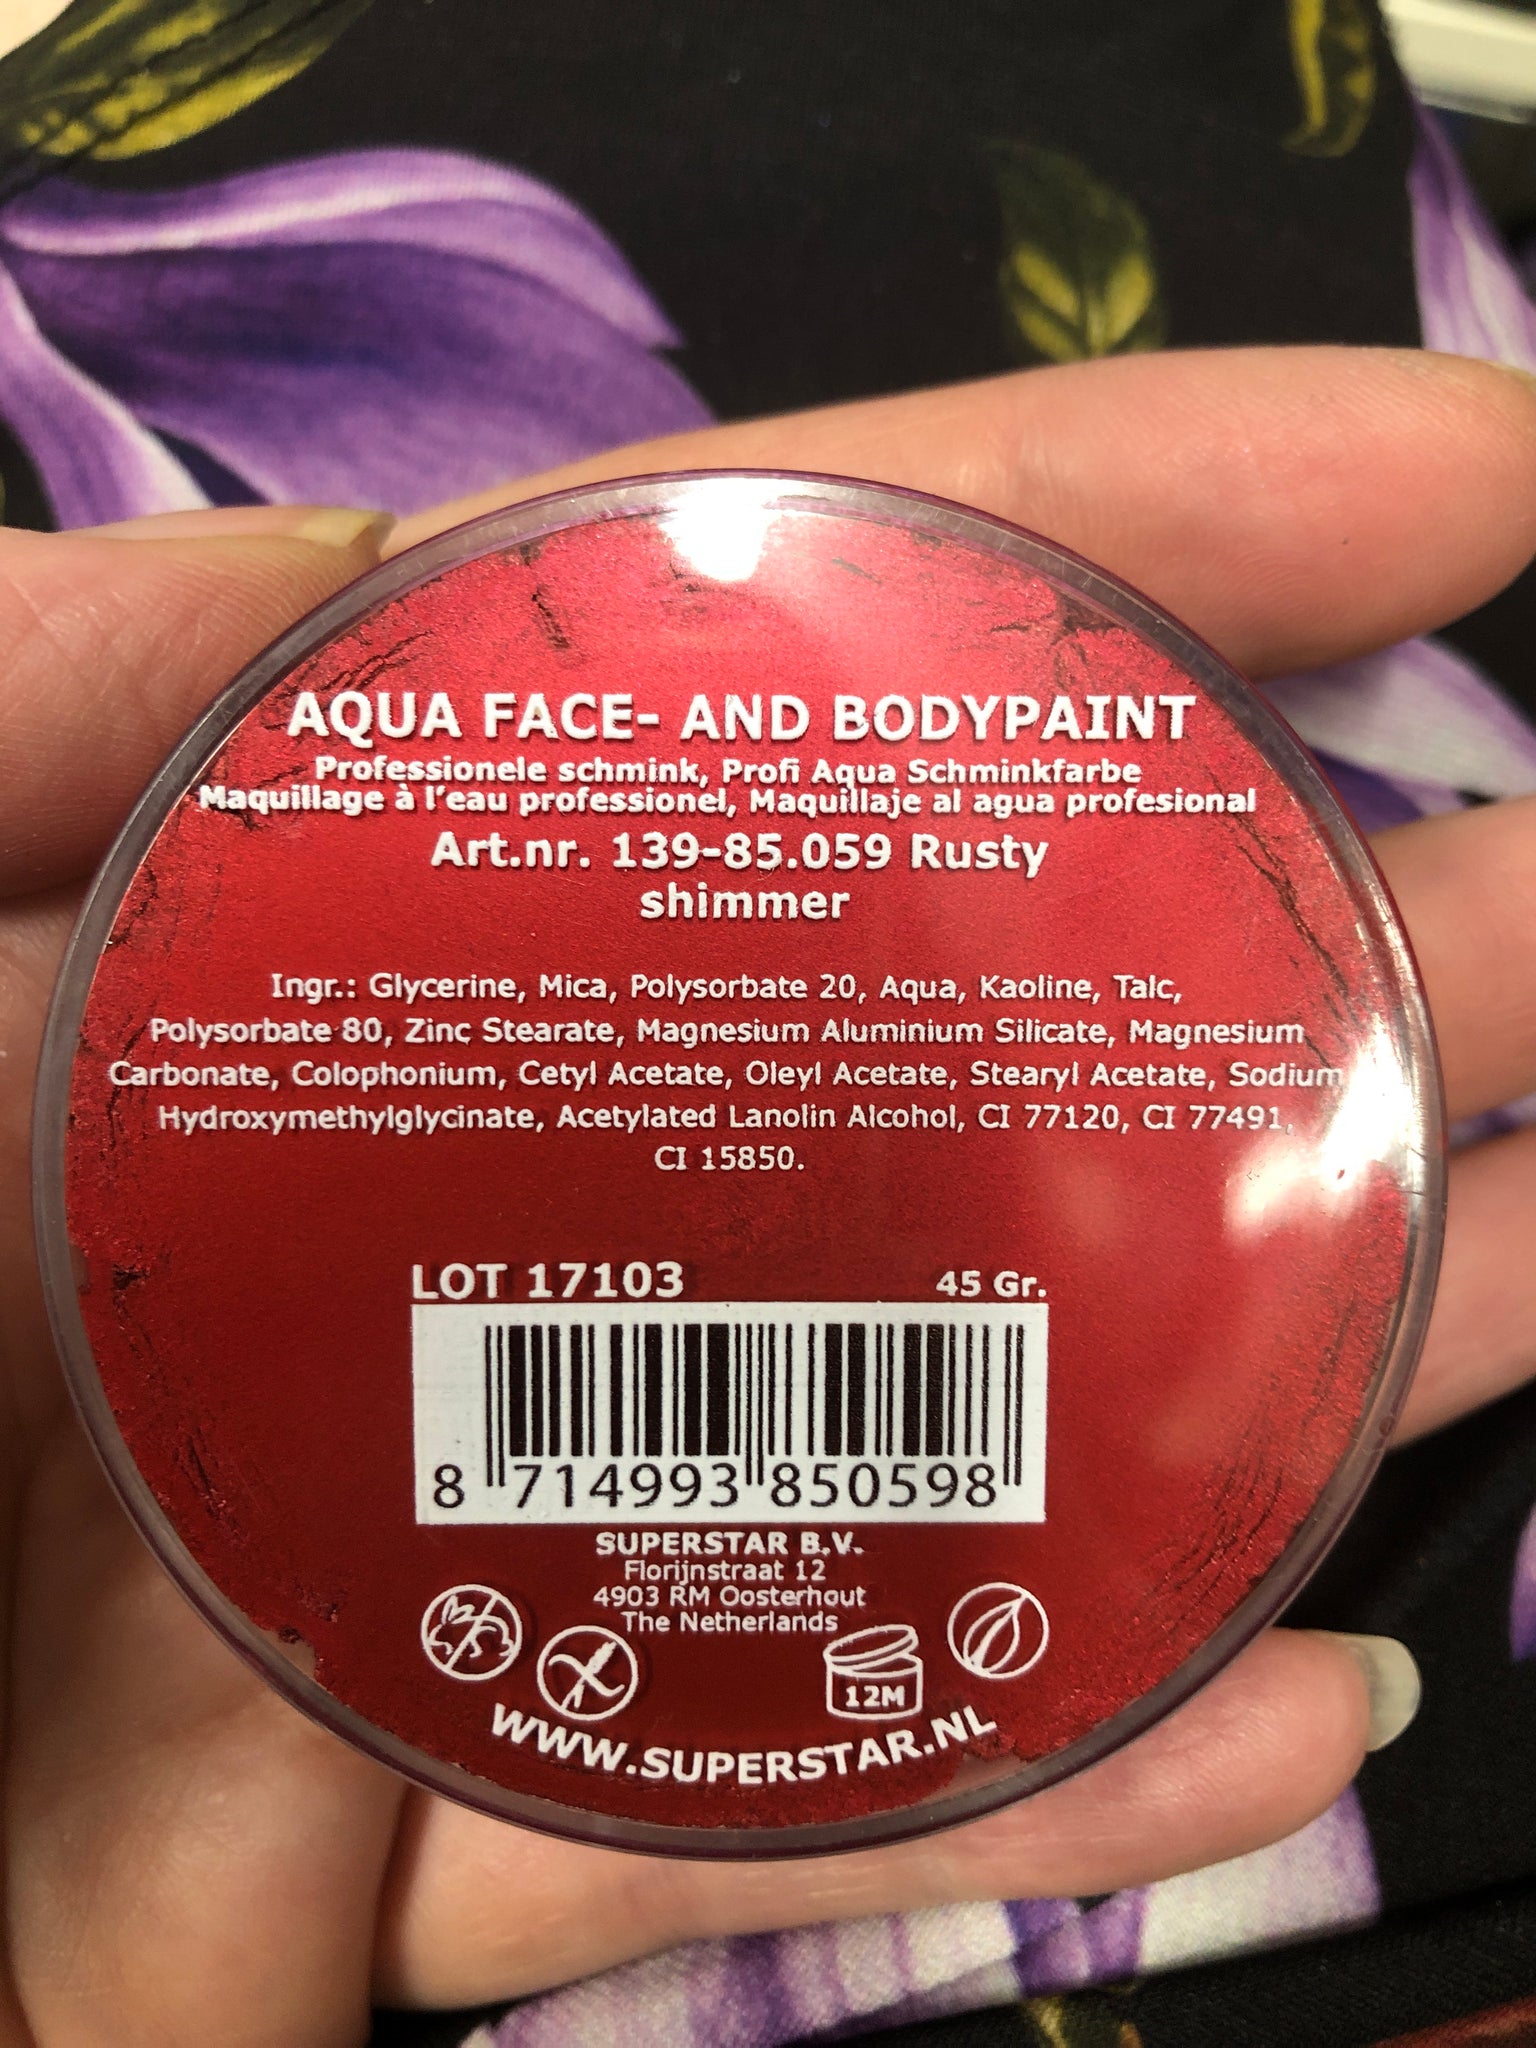 AQUA FACE- AND BODYPAINT
Professionele schmink, Profi Aqua Schminkfarbe
Maquillage à l'eau professionel, Maquillaje al agua profesional
Art.nr. 139-85.059 Rusty
shimmer
Ingr.: Glycerine, Mica, Polysorbate 20, Aqua, Kaoline, Talc,
Polysorbate 80, Zinc Stearate, Magnesium Aluminium Silicate, Magnesium
Carbonate, Colophonium, Cetyl Acetate, Oleyl Acetate, Stearyl Acetate, Sodium
Hydroxymethylglycinate, Acetylated Lanolin Alcohol, CI 77120, CI 77491,
CI 15850.
LOT 17103 45 Gr.
8 714993 850598
SUPERSTAR B.V.
Florijnstraat 12
4903 RM Oosterhout
The Netherlands
12M
WWW.SUPERSTAR.NL